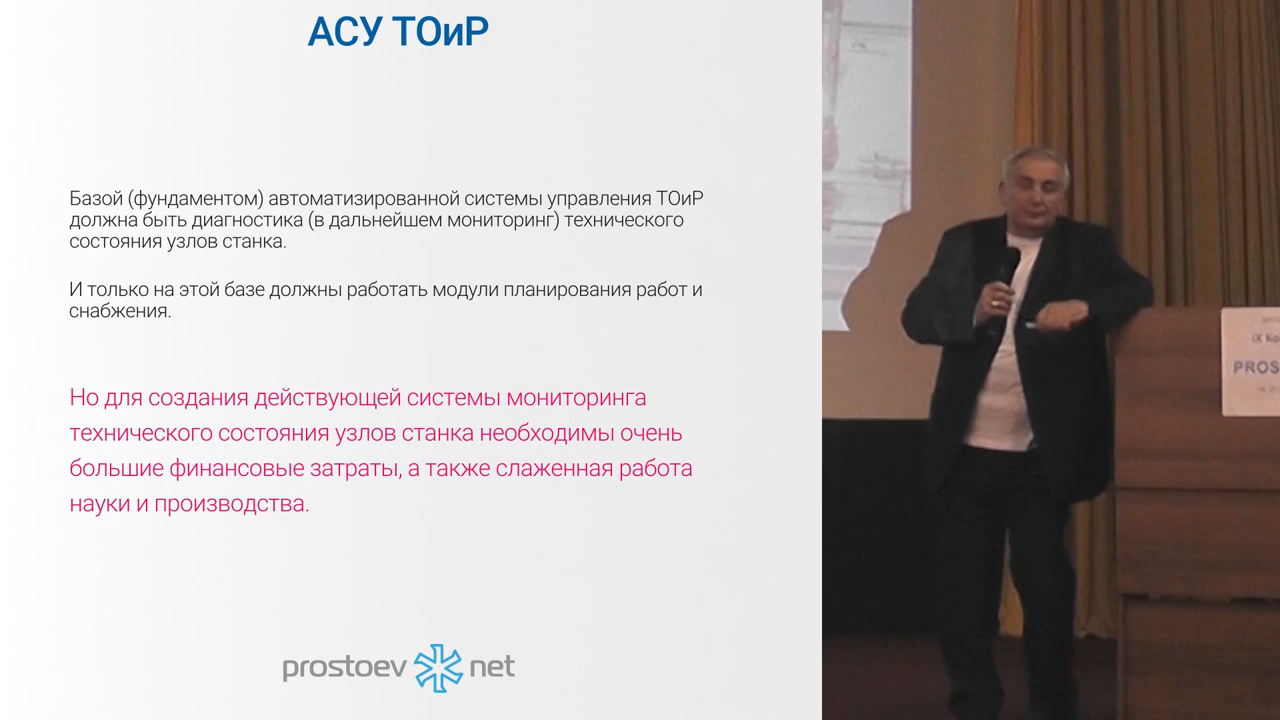 АСУ ТОиР
Базой (фундаментом) автоматизированной системы управления ТОиР
должна быть диагностика (в дальнейшем мониторинг) технического
состояния узлов станка.
И только на этой базе должны работать модули планирования работ и
снабжения.
Но для создания действующей системы мониторинга
технического состояния узлов станка необходимы очень
большие финансовые затраты, а также слаженная работа
науки и производства.
prostoev net
IX Ко
PROS